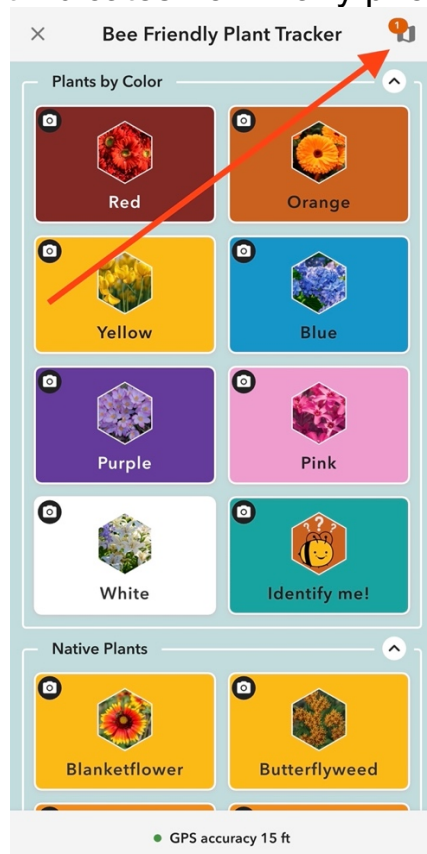 Bee Friendly Plant Tracker
1
Plants by Color
Red
Orange
Yellow
Blue
Purple
Pink
White
? ? ?
Identify me!
Native Plants
Blanketflower
Butterflyweed
GPS accuracy 15 ft